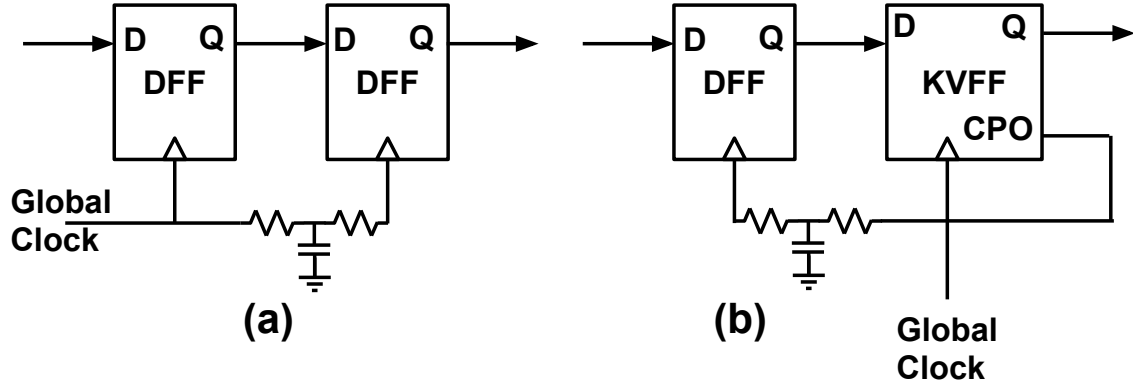 D Q D Q D Q D Q
DFF DFF DFF KVFF
CPO
Global
Clock
(a) (b)
Global
Clock